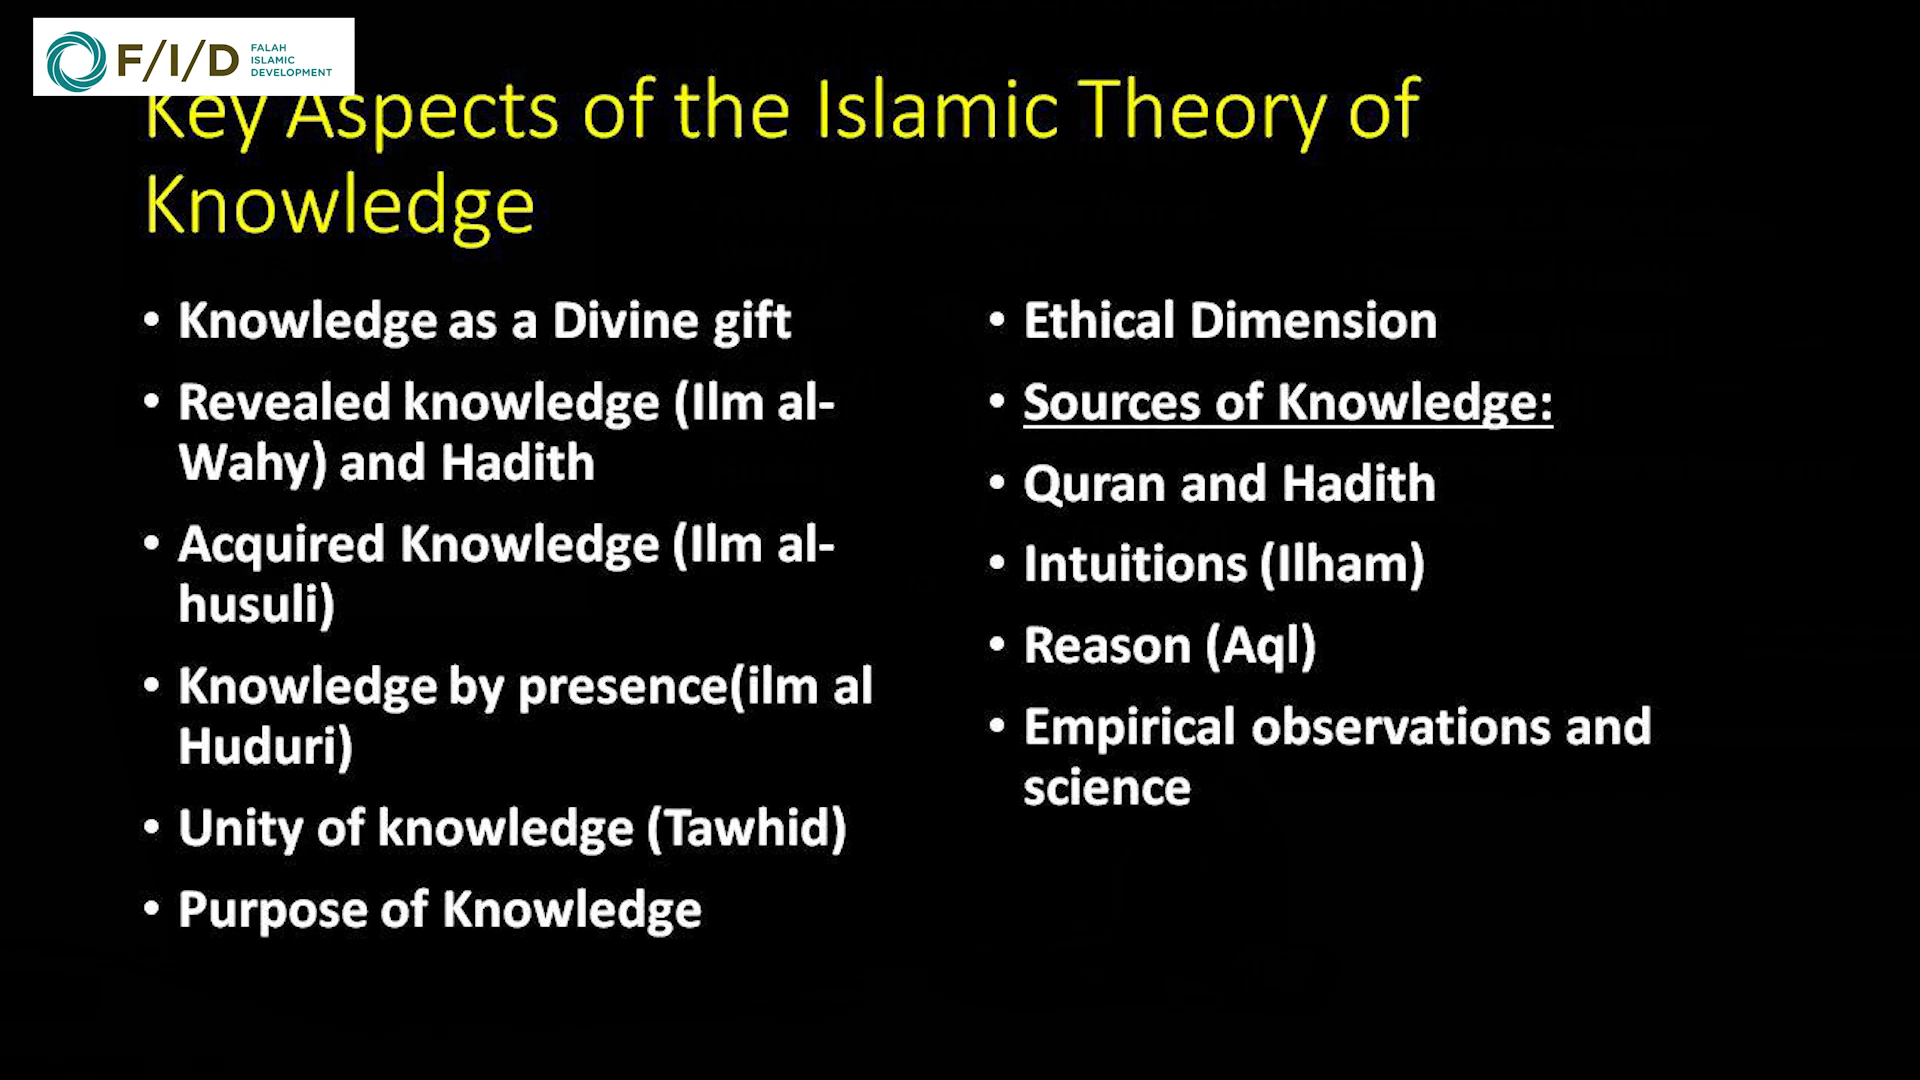 F/I/D
FALAH
ISLAMIC
DEVELOPMENT
Key Aspects of the Islamic Theory of
Knowledge
• Knowledge as a Divine gift
• Revealed knowledge (Ilm al-
Wahy) and Hadith
• Acquired Knowledge (Ilm al-
husuli)
• Knowledge by presence(ilm al
Huduri)
• Unity of knowledge (Tawhid)
• Purpose of Knowledge
• Ethical Dimension
• Sources of Knowledge:
• Quran and Hadith
• Intuitions (Ilham)
• Reason (Aql)
• Empirical observations and
science